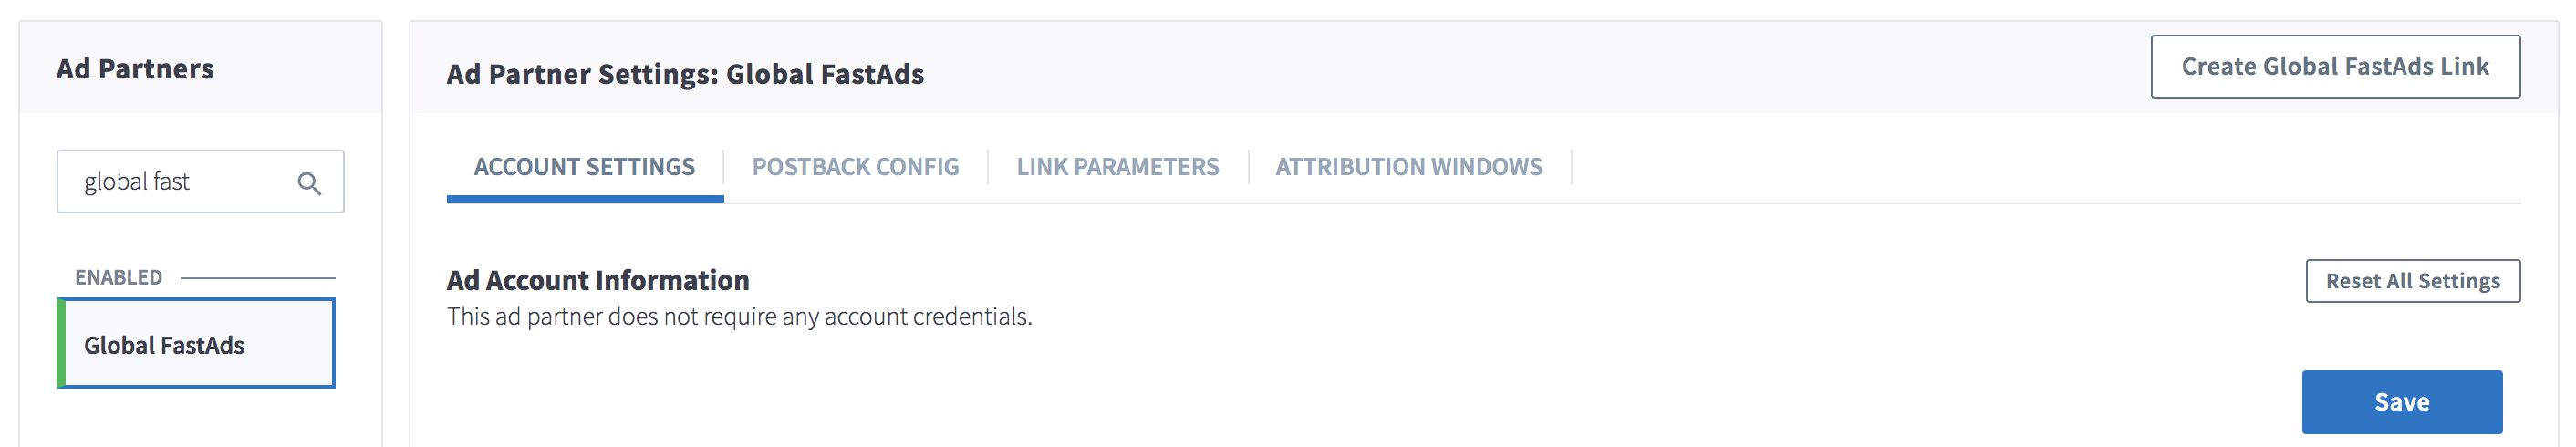 Ad Partners
global fast
ENABLED
Global FastAds
Ad Partner Settings: Global FastAds
Create Global FastAds Link
ACCOUNT SETTINGS
POSTBACK CONFIG
LINK PARAMETERS
ATTRIBUTION WINDOWS
Ad Account Information
Reset All Settings
This ad partner does not require any account credentials.
Save